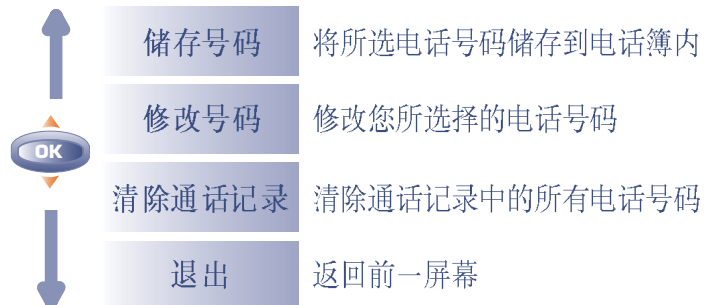 储存号码 将所选电话号码储存到电话簿内
修改号码 修改您所选择的电话号码
OK
清除通话记录 清除通话记录中的所有电话号码
退出 返回前一屏幕